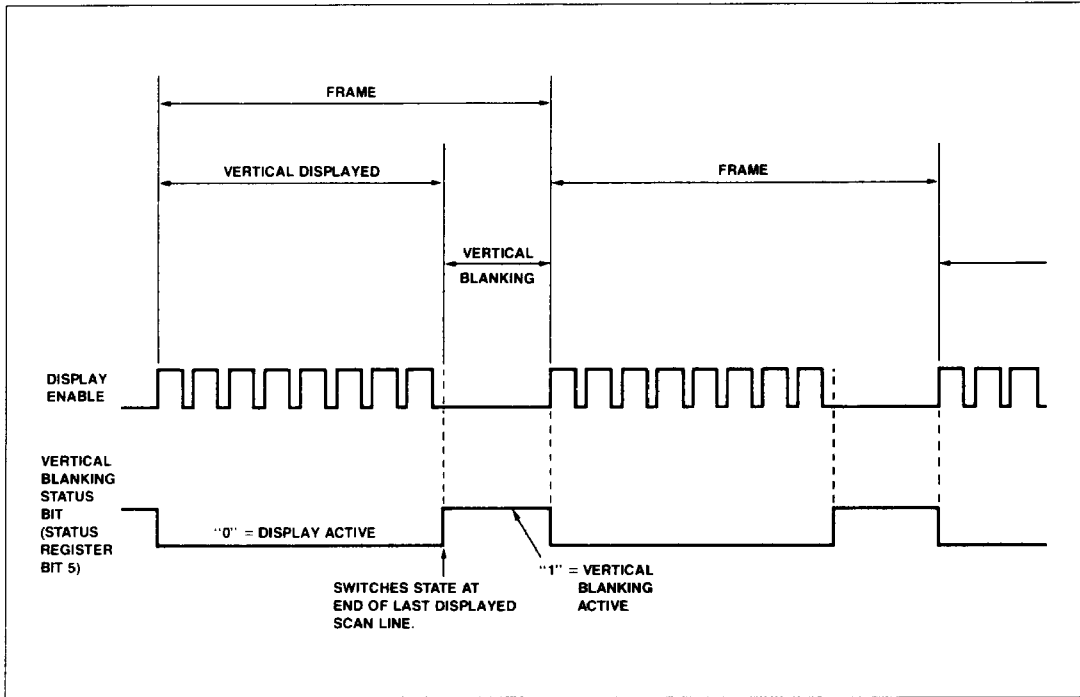 FRAME
VERTICAL DISPLAYED
FRAME
VERTICAL
BLANKING
DISPLAY
ENABLE
VERTICAL
BLANKING
STATUS
BIT
(STATUS
REGISTER
BIT 5)
"0" = DISPLAY ACTIVE
SWITCHES STATE AT
END OF LAST DISPLAYED
SCAN LINE.
"1" = VERTICAL
BLANKING
ACTIVE